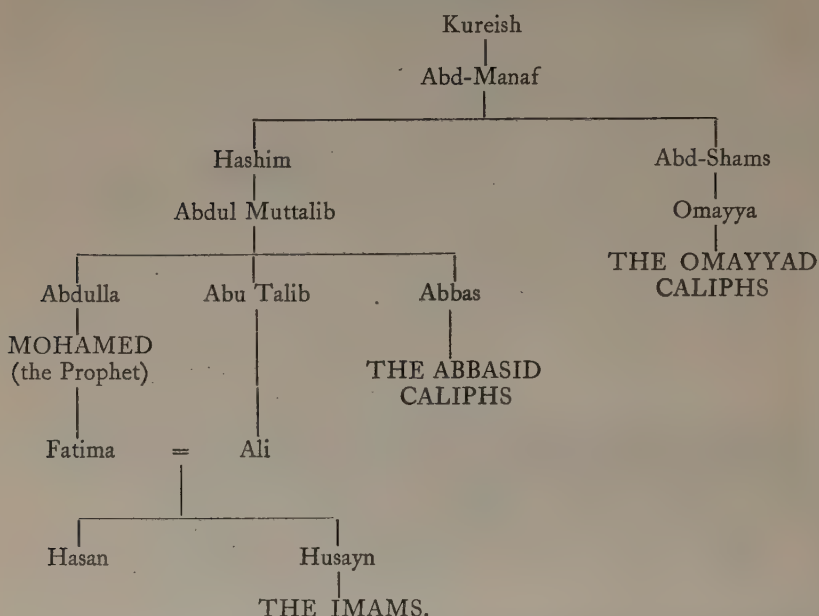 Kureish
Abd-Manaf
Hashim
Abd-Shams
Abdul Muttalib
Omayya
THE OMAYYAD
CALIPHS
Abdulla
Abu Talib
Abbas
MOHAMED
(the Prophet)
THE ABBASID
CALIPHS
Fatima = Ali
Hasan
Husayn
THE IMAMS.